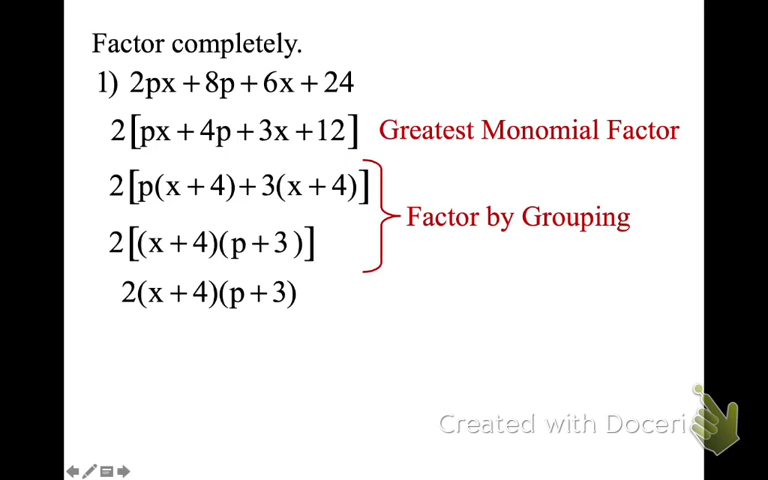 Factor completely.
1) 2px + 8p + 6x + 24
2[px + 4p + 3x + 12] Greatest Monomial Factor
2[p(x + 4) + 3(x + 4)]
Factor by Grouping
2[(x + 4)(p + 3)]
2(x + 4)(p + 3)
Created with Doceri